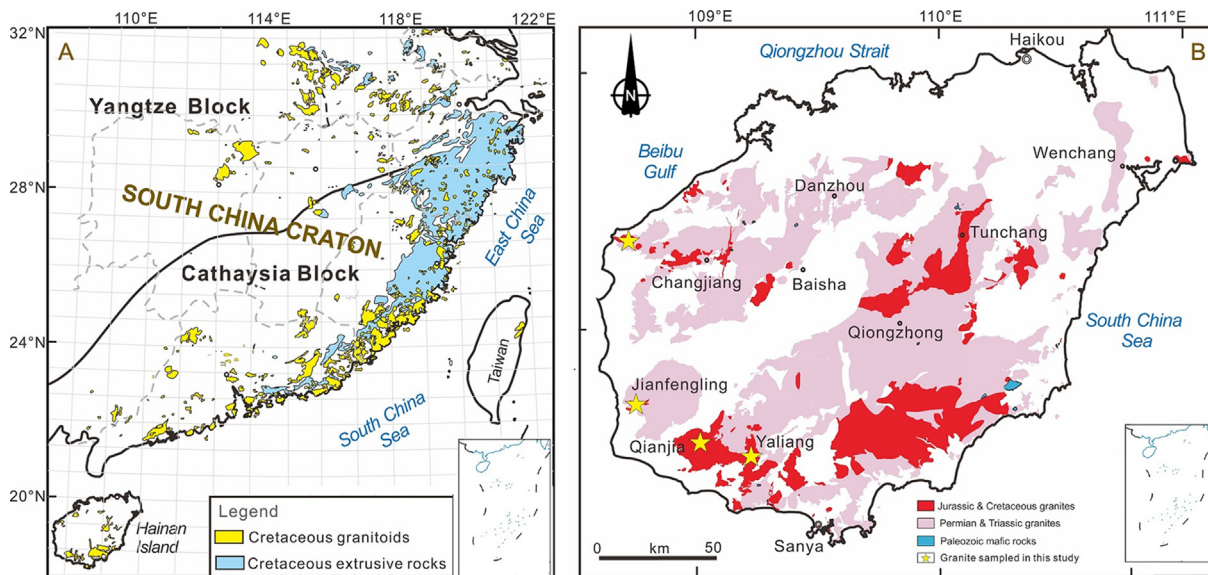 110°E
114°E
118°E
122°E
32°N
28°N
24°N
20°N
A
Yangtze Block
SOUTH CHINA CRATON
Cathaysia Block
East China
Sea
Taiwan
South China
Sea
Hainan
Island
Legend
Cretaceous granitoids
Cretaceous extrusive rocks
109°E
110°E
111°E
B
N
Qiongzhou Strait
Haikou
Beibu
Gulf
Wenchang
Danzhou
Tunchang
Changjiang
Baisha
Qiongzhong
South China
Sea
Jianfengling
Qianjia
Yaliang
Sanya
0 km 50
Jurassic & Cretaceous granites
Permian & Triassic granites
Paleozoic mafic rocks
Granite sampled in this study